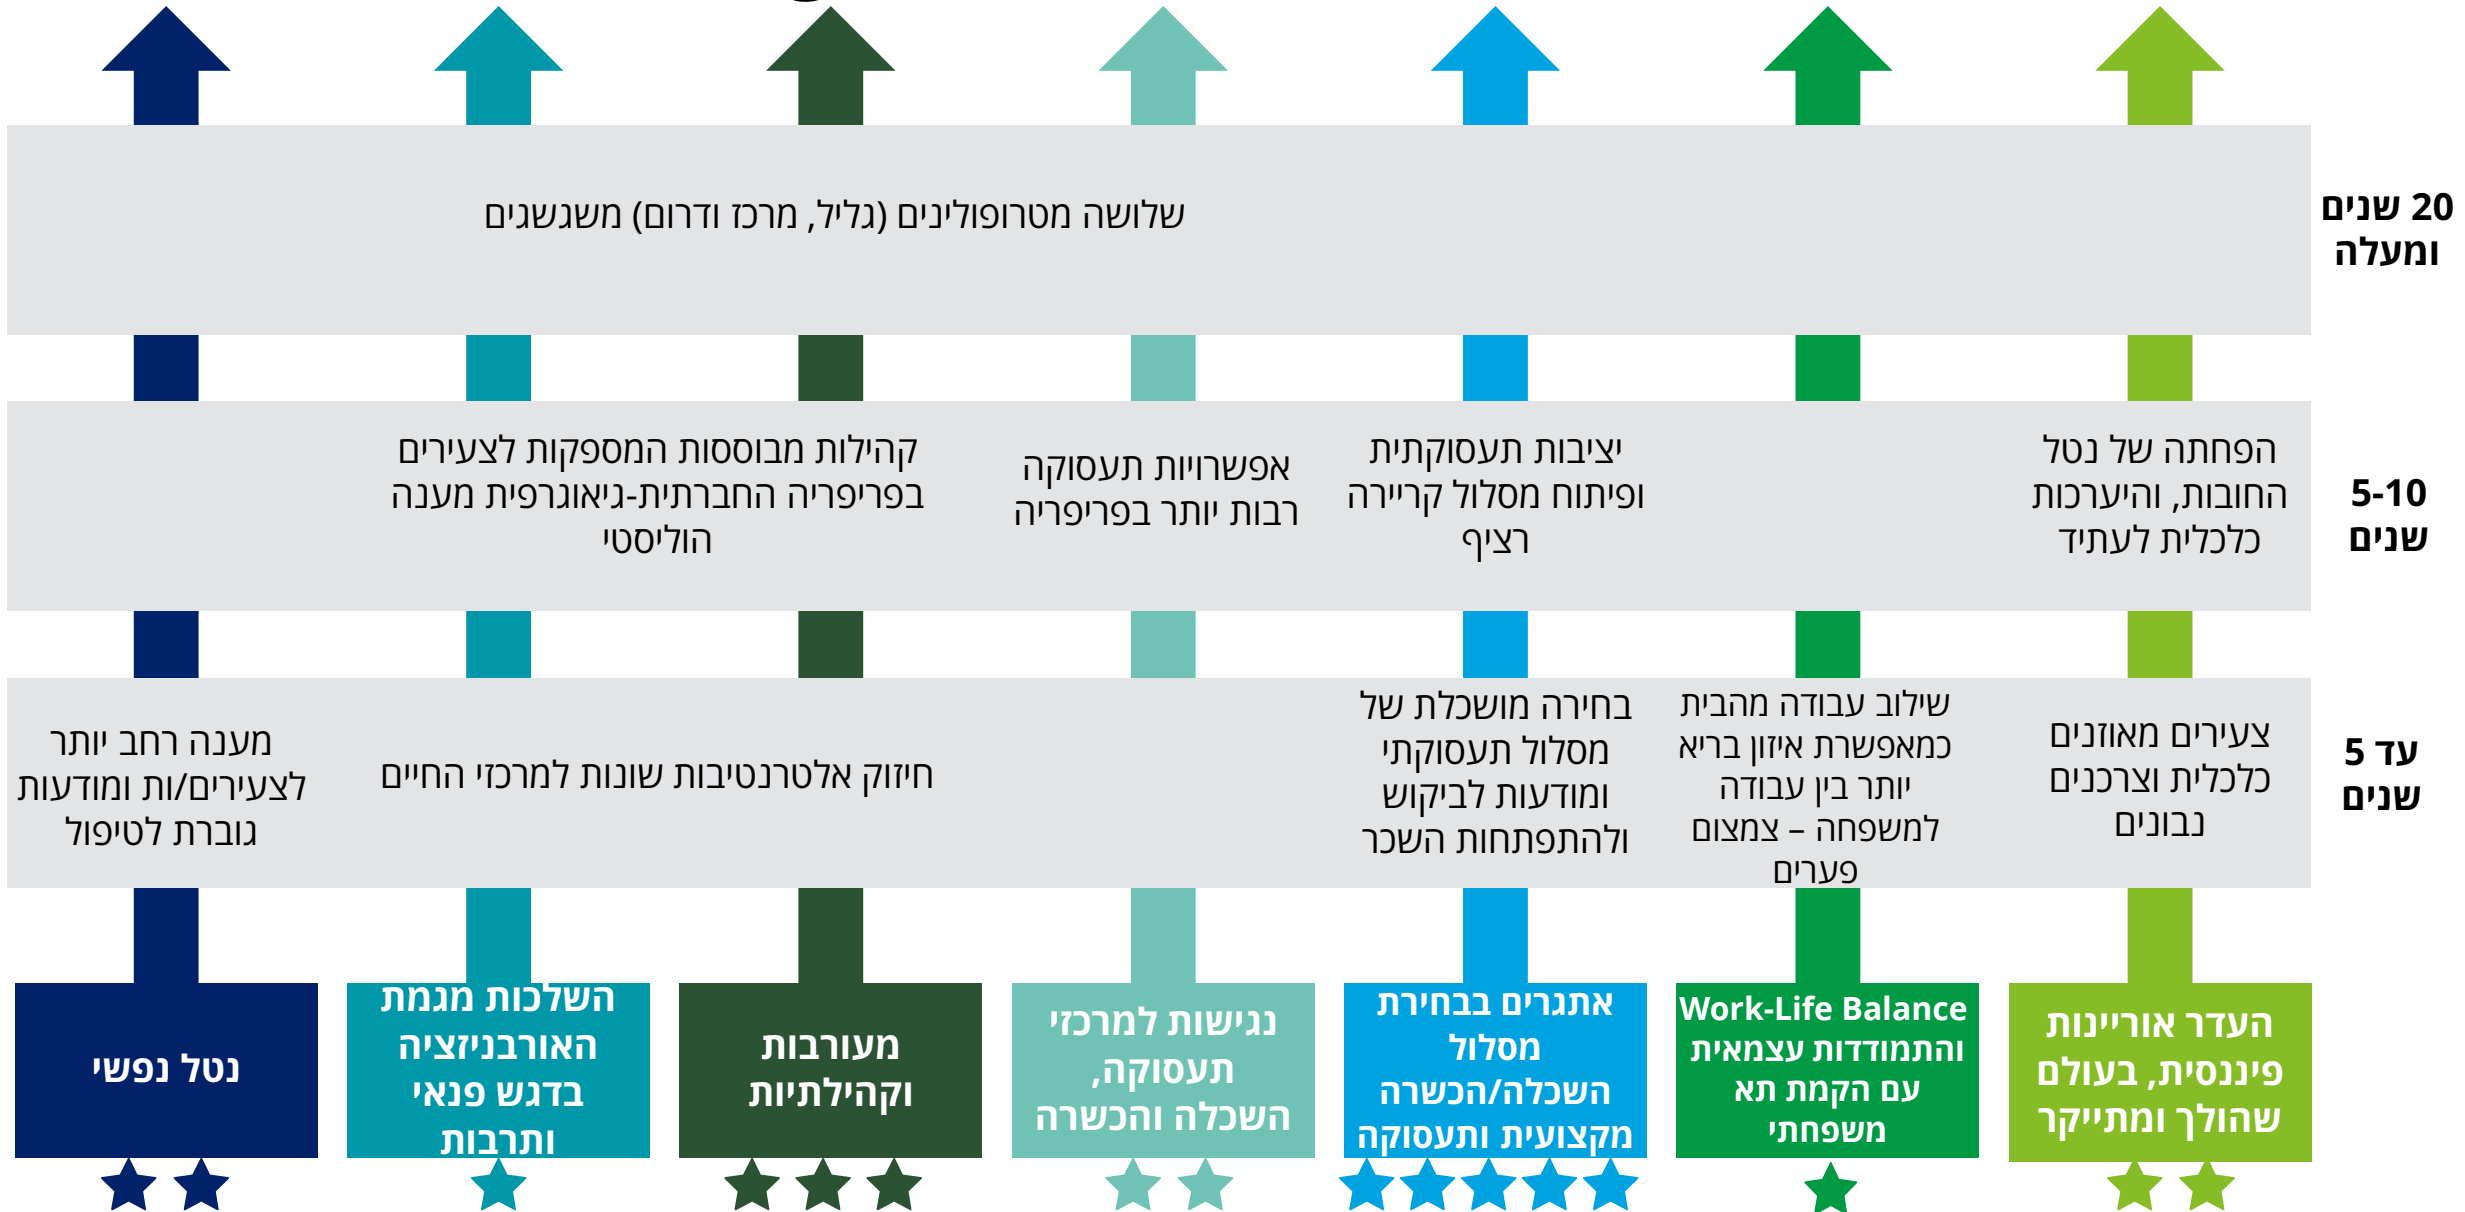 20 שנים
ומעלה
שלושה מטרופולינים (גליל, מרכז ודרום) משגשגים
5-10
שנים
הפחתה של נטל
החובות, והיערכות
כלכלית לעתיד
יציבות תעסוקתית
ופיתוח מסלול קריירה
רציף
אפשרויות תעסוקה
רבות יותר בפריפריה
קהילות מבוססות המספקות לצעירים
בפריפריה החברתית-גיאוגרפית מענה
הוליסטי
עד 5
שנים
צעירים מאוזנים
כלכלית וצרכנים
נבונים
שילוב עבודה מהבית
כמאפשרת איזון בריא
יותר בין עבודה
למשפחה – צמצום
פערים
בחירה מושכלת של
מסלול תעסוקתי
ומודעות לביקוש
ולהתפתחות השכר
חיזוק אלטרנטיבות שונות למרכזי החיים
מענה רחב יותר
לצעירים/ות ומודעות
גוברת לטיפול
העדר אוריינות
פיננסית, בעולם
שהולך ומתייקר
Work-Life Balance
והתמודדות עצמאית
עם הקמת תא
משפחתי
אתגרים בבחירת
מסלול
השכלה/הכשרה
מקצועית ותעסוקה
נגישות למרכזי
תעסוקה,
השכלה והכשרה
מעורבות
וקהילתיות
השלכות מגמת
האורבניזציה
בדגש פנאי
ותרבות
נטל נפשי